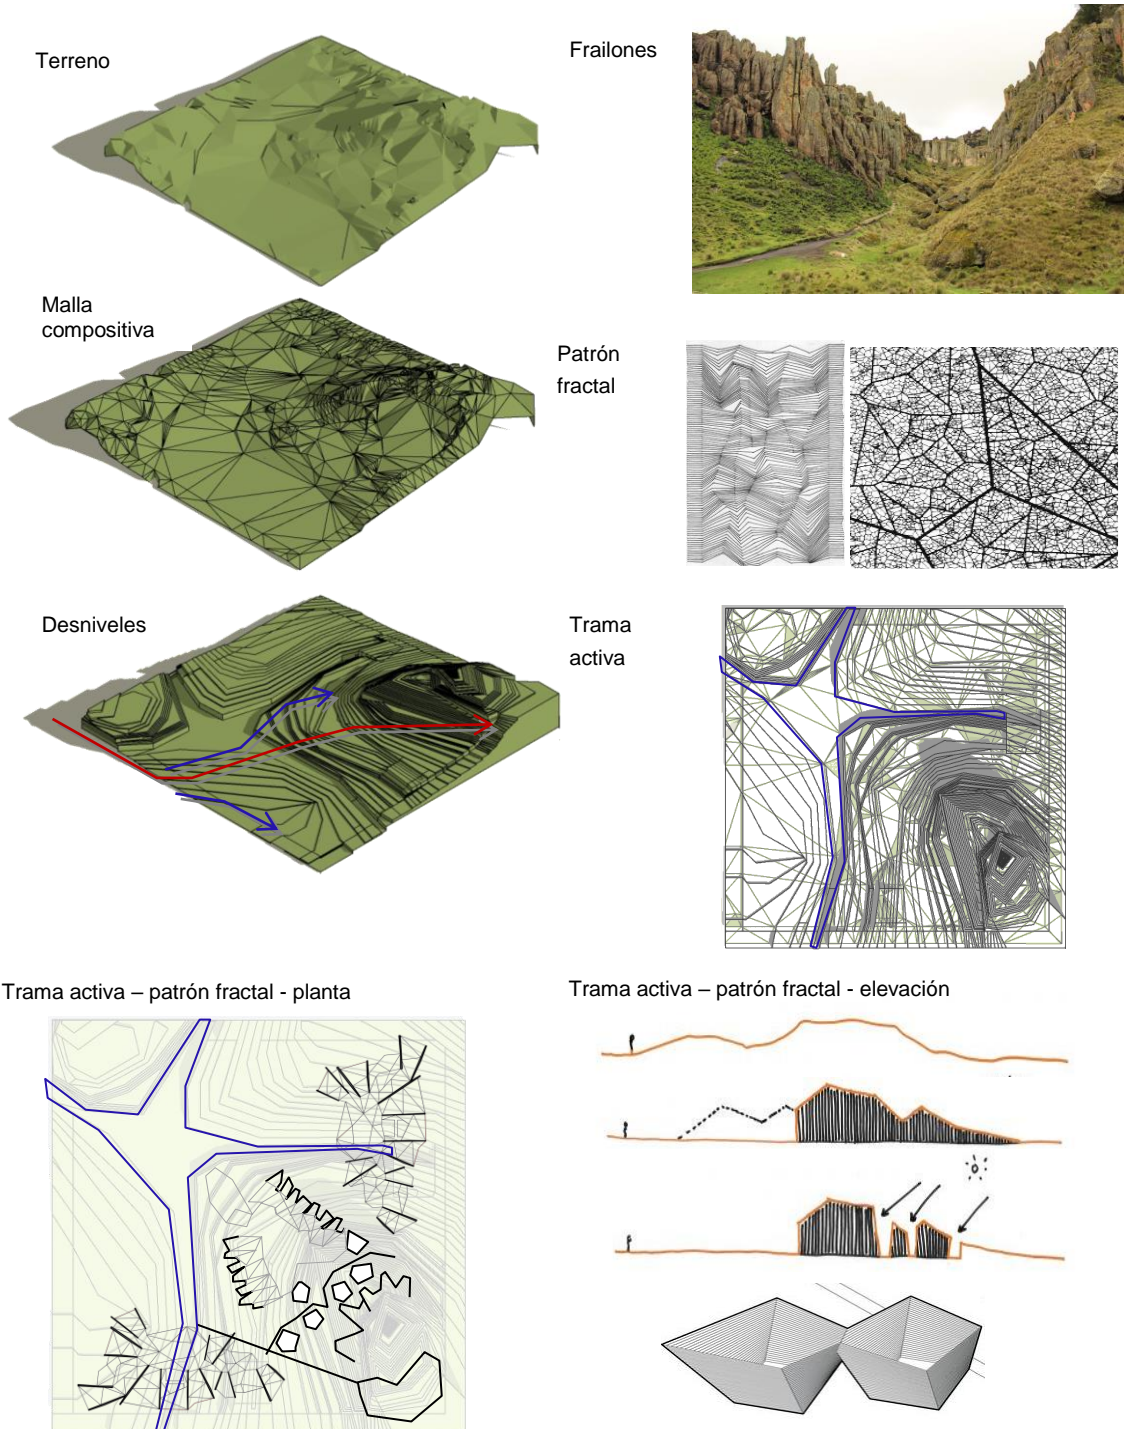 Terreno
Frailones
Malla
compositiva
Patrón
fractal
Desniveles
Trama
activa
Trama activa – patrón fractal - planta
Trama activa – patrón fractal - elevación